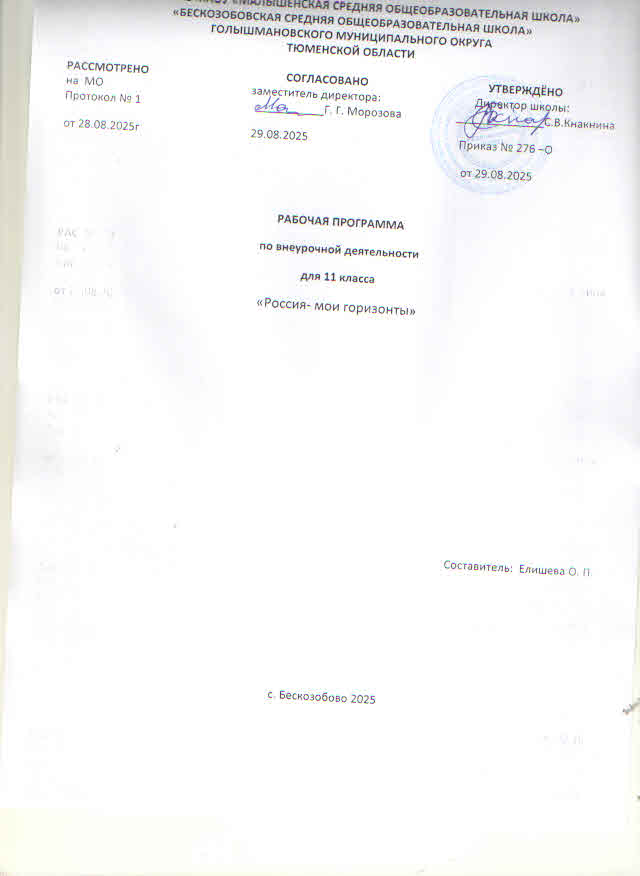 «МАЛЫШЕНСКАЯ СРЕДНЯЯ ОБЩЕОБРАЗОВАТЕЛЬНАЯ ШКОЛА»
«БЕСКОЗОБОВСКАЯ СРЕДНЯЯ ОБЩЕОБРАЗОВАТЕЛЬНАЯ ШКОЛА»
ГОЛЫШМАНОВСКОГО МУНИЦИПАЛЬНОГО ОКРУГА
ТЮМЕНСКОЙ ОБЛАСТИ
РАССМОТРЕНО
на МО
Протокол № 1
от 28.08.2025г
СОГЛАСОВАНО
заместитель директора:
Г. Г. Морозова
29.08.2025
УТВЕРЖДЁНО
Директор школы:
С.В.Кнакнина
Приказ № 276 –О
от 29.08.2025
РАБОЧАЯ ПРОГРАММА
по внеурочной деятельности
для 11 класса
«Россия- мои горизонты»
Составитель: Елишева О. П.
с. Бескозобово 2025